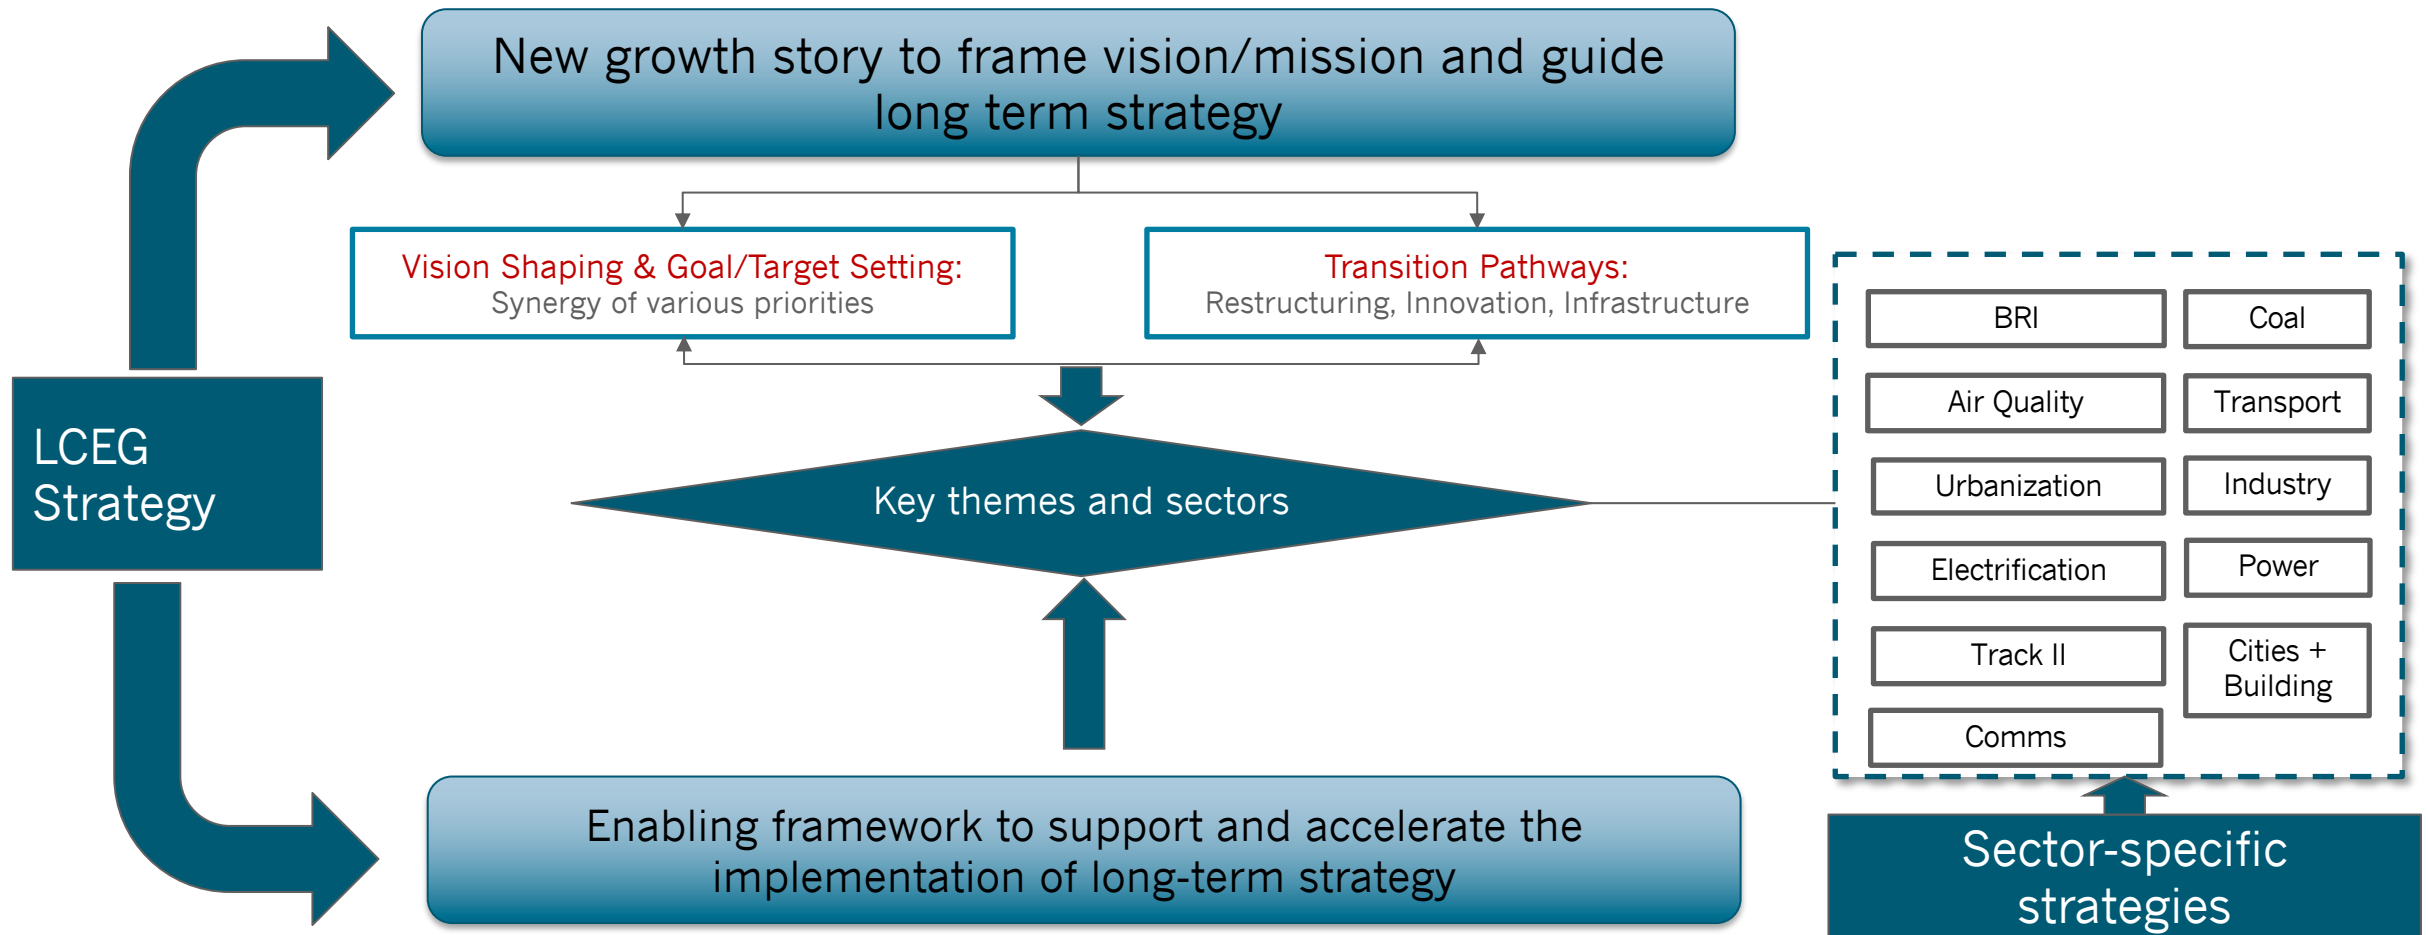 New growth story to frame vision/mission and guide
long term strategy
Vision Shaping & Goal/Target Setting:
Synergy of various priorities
Transition Pathways:
Restructuring, Innovation, Infrastructure
LCEG
Strategy
Key themes and sectors
BRI
Coal
Air Quality
Transport
Urbanization
Industry
Electrification
Power
Track II
Cities +
Building
Comms
Enabling framework to support and accelerate the
implementation of long-term strategy
Sector-specific
strategies